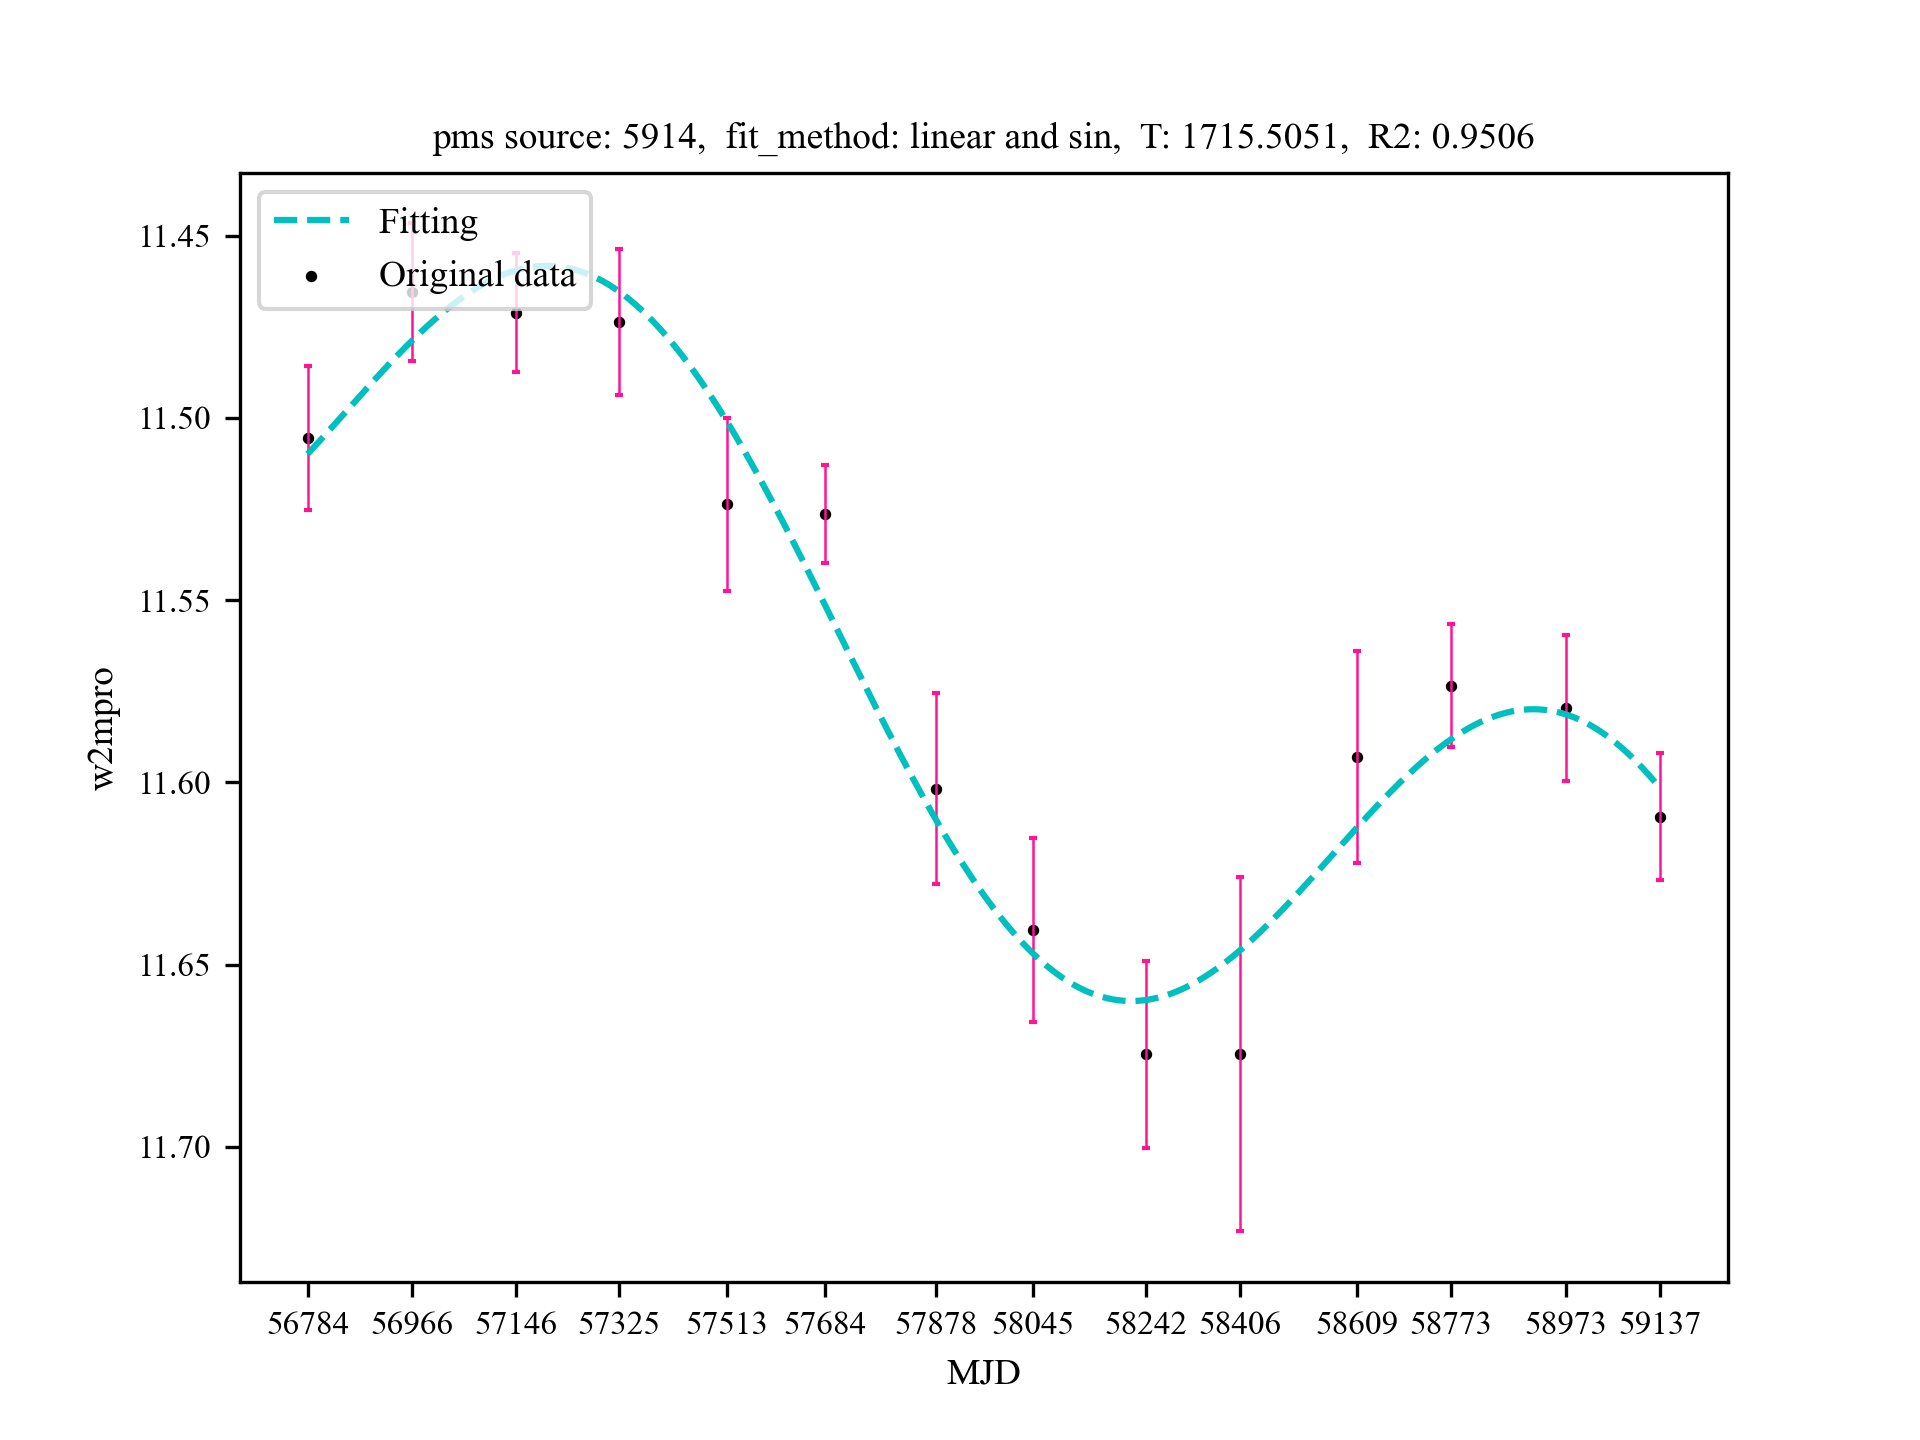 pms source: 5914, fit_method: linear and sin, T: 1715.5051, R2: 0.9506
Fitting
Original data
11.45
11.50
11.55
11.60
11.65
11.70
w2mpro
56784 56966 57146 57325 57513 57684 57878 58045 58242 58406 58609 58773 58973 59137
MJD